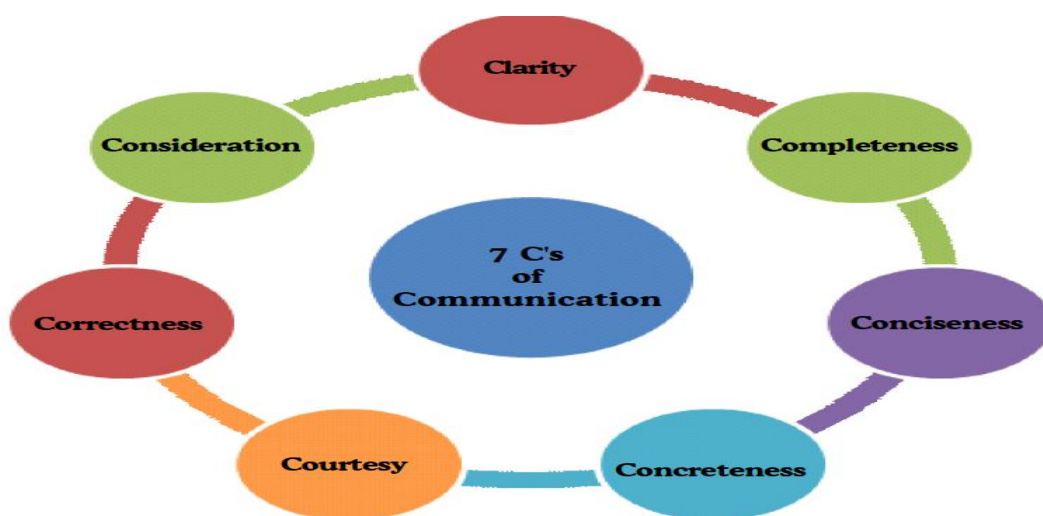 Clarity
Consideration
Completeness
7 C's
of
Communication
Correctness
Conciseness
Courtesy
Concreteness